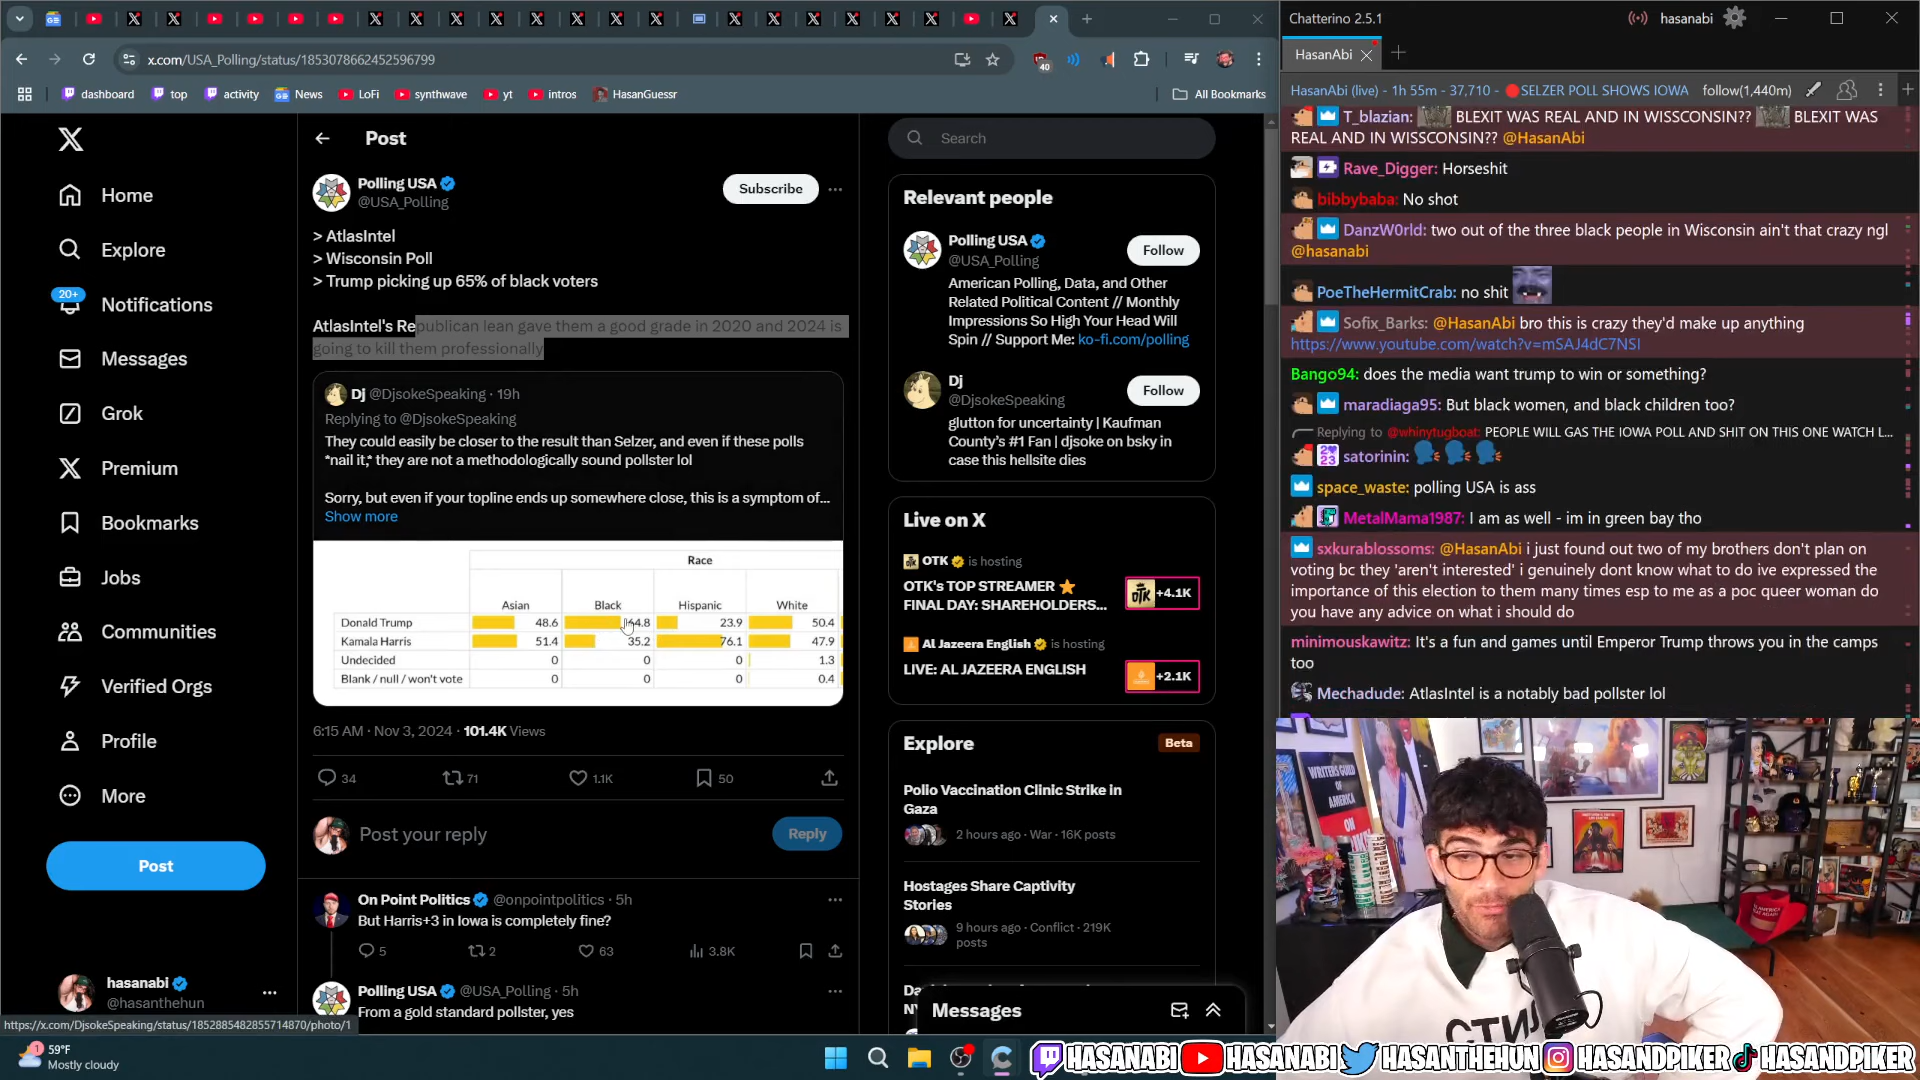 x.com/USA_Polling/status/1853078662452596799
40
dashboard
top
activity
News
LoFi
synthwave
yt
intros
HasanGuessr
All Bookmarks
X
Home
Explore
20+
Notifications
Messages
Grok
Bookmarks
Premium
Jobs
Communities
Verified Orgs
Profile
More
Post
hasanabi
@hasanthehun
https://x.com/DjsokeSpeaking/status/1852885482855714870/photo/1
Post
Polling USA
@USA_Polling
Subscribe
> AtlasIntel
> Wisconsin Poll
> Trump picking up 65% of black voters
AtlasIntel's Republican lean gave them a good grade in 2020 and 2024 is
going to kill them professionally
Dj @DjsokeSpeaking · 19h
Replying to @DjsokeSpeaking
They could easily be closer to the result than Selzer, and even if these polls
*nail it,* they are not a methodologically sound pollster lol
Sorry, but even if your topline ends up somewhere close, this is a symptom of...
Show more
Race
Asian Black Hispanic White
Donald Trump 48.6 64.8 23.9 50.4
Kamala Harris 51.4 35.2 76.1 47.9
Undecided 0 0 0 1.3
Blank / null / won't vote 0 0 0 0.4
6:15 AM · Nov 3, 2024 · 101.4K Views
34 71 1.1K 50
Post your reply
Reply
On Point Politics @onpointpolitics · 5h
But Harris+3 in Iowa is completely fine?
5 2 63 3.8K
Polling USA @USA_Polling · 5h
From a gold standard pollster, yes
Search
Relevant people
Polling USA
@USA_Polling
Follow
American Polling, Data, and Other
Related Political Content // Monthly
Impressions So High Your Head Will
Spin // Support Me: ko-fi.com/polling
Dj
@DjsokeSpeaking
Follow
glutton for uncertainty | Kaufman
County's #1 Fan | djsoke on bsky in
case this hellsite dies
Live on X
OTK is hosting
OTK's TOP STREAMER
FINAL DAY: SHAREHOLDERS...
+4.1K
Al Jazeera English is hosting
LIVE: AL JAZEERA ENGLISH
+2.1K
Explore
Beta
Polio Vaccination Clinic Strike in
Gaza
2 hours ago · War · 16K posts
Hostages Share Captivity
Stories
9 hours ago · Conflict · 219K
posts
Messages
Chatterino 2.5.1
hasanabi
HasanAbi
HasanAbi (live) - 1h 55m - 37,710 - SELZER POLL SHOWS IOWA
follow(1,440m)
T_blazian: BLEXIT WAS REAL AND IN WISSCONSIN?? BLEXIT WAS
REAL AND IN WISSCONSIN?? @HasanAbi
Rave_Digger: Horseshit
bibbybaba: No shot
DanzW0rld: two out of the three black people in Wisconsin ain't that crazy ngl
@hasanabi
PoeTheHermitCrab: no shit
Sofix_Barks: @HasanAbi bro this is crazy they'd make up anything
https://www.youtube.com/watch?v=mSAJ4dC7NSI
Bango94: does the media want trump to win or something?
maradiaga95: But black women, and black children too?
Replying to @whinytugboat: PEOPLE WILL GAS THE IOWA POLL AND SHIT ON THIS ONE WATCH L...
satorinin:
space_waste: polling USA is ass
MetalMama1987: I am as well - im in green bay tho
sxkurablossoms: @HasanAbi i just found out two of my brothers don't plan on
voting bc they 'aren't interested' i genuinely dont know what to do ive expressed the
importance of this election to them many times esp to me as a poc queer woman do
you have any advice on what i should do
minimouskawitz: It's a fun and games until Emperor Trump throws you in the camps
too
Mechadude: AtlasIntel is a notably bad pollster lol
WRITERS GUILD
OF AMERICA
ON
1
59°F
Mostly cloudy
HASANABI HASANABI HASANTHEHUN HASANDPIKER HASANDPIKER